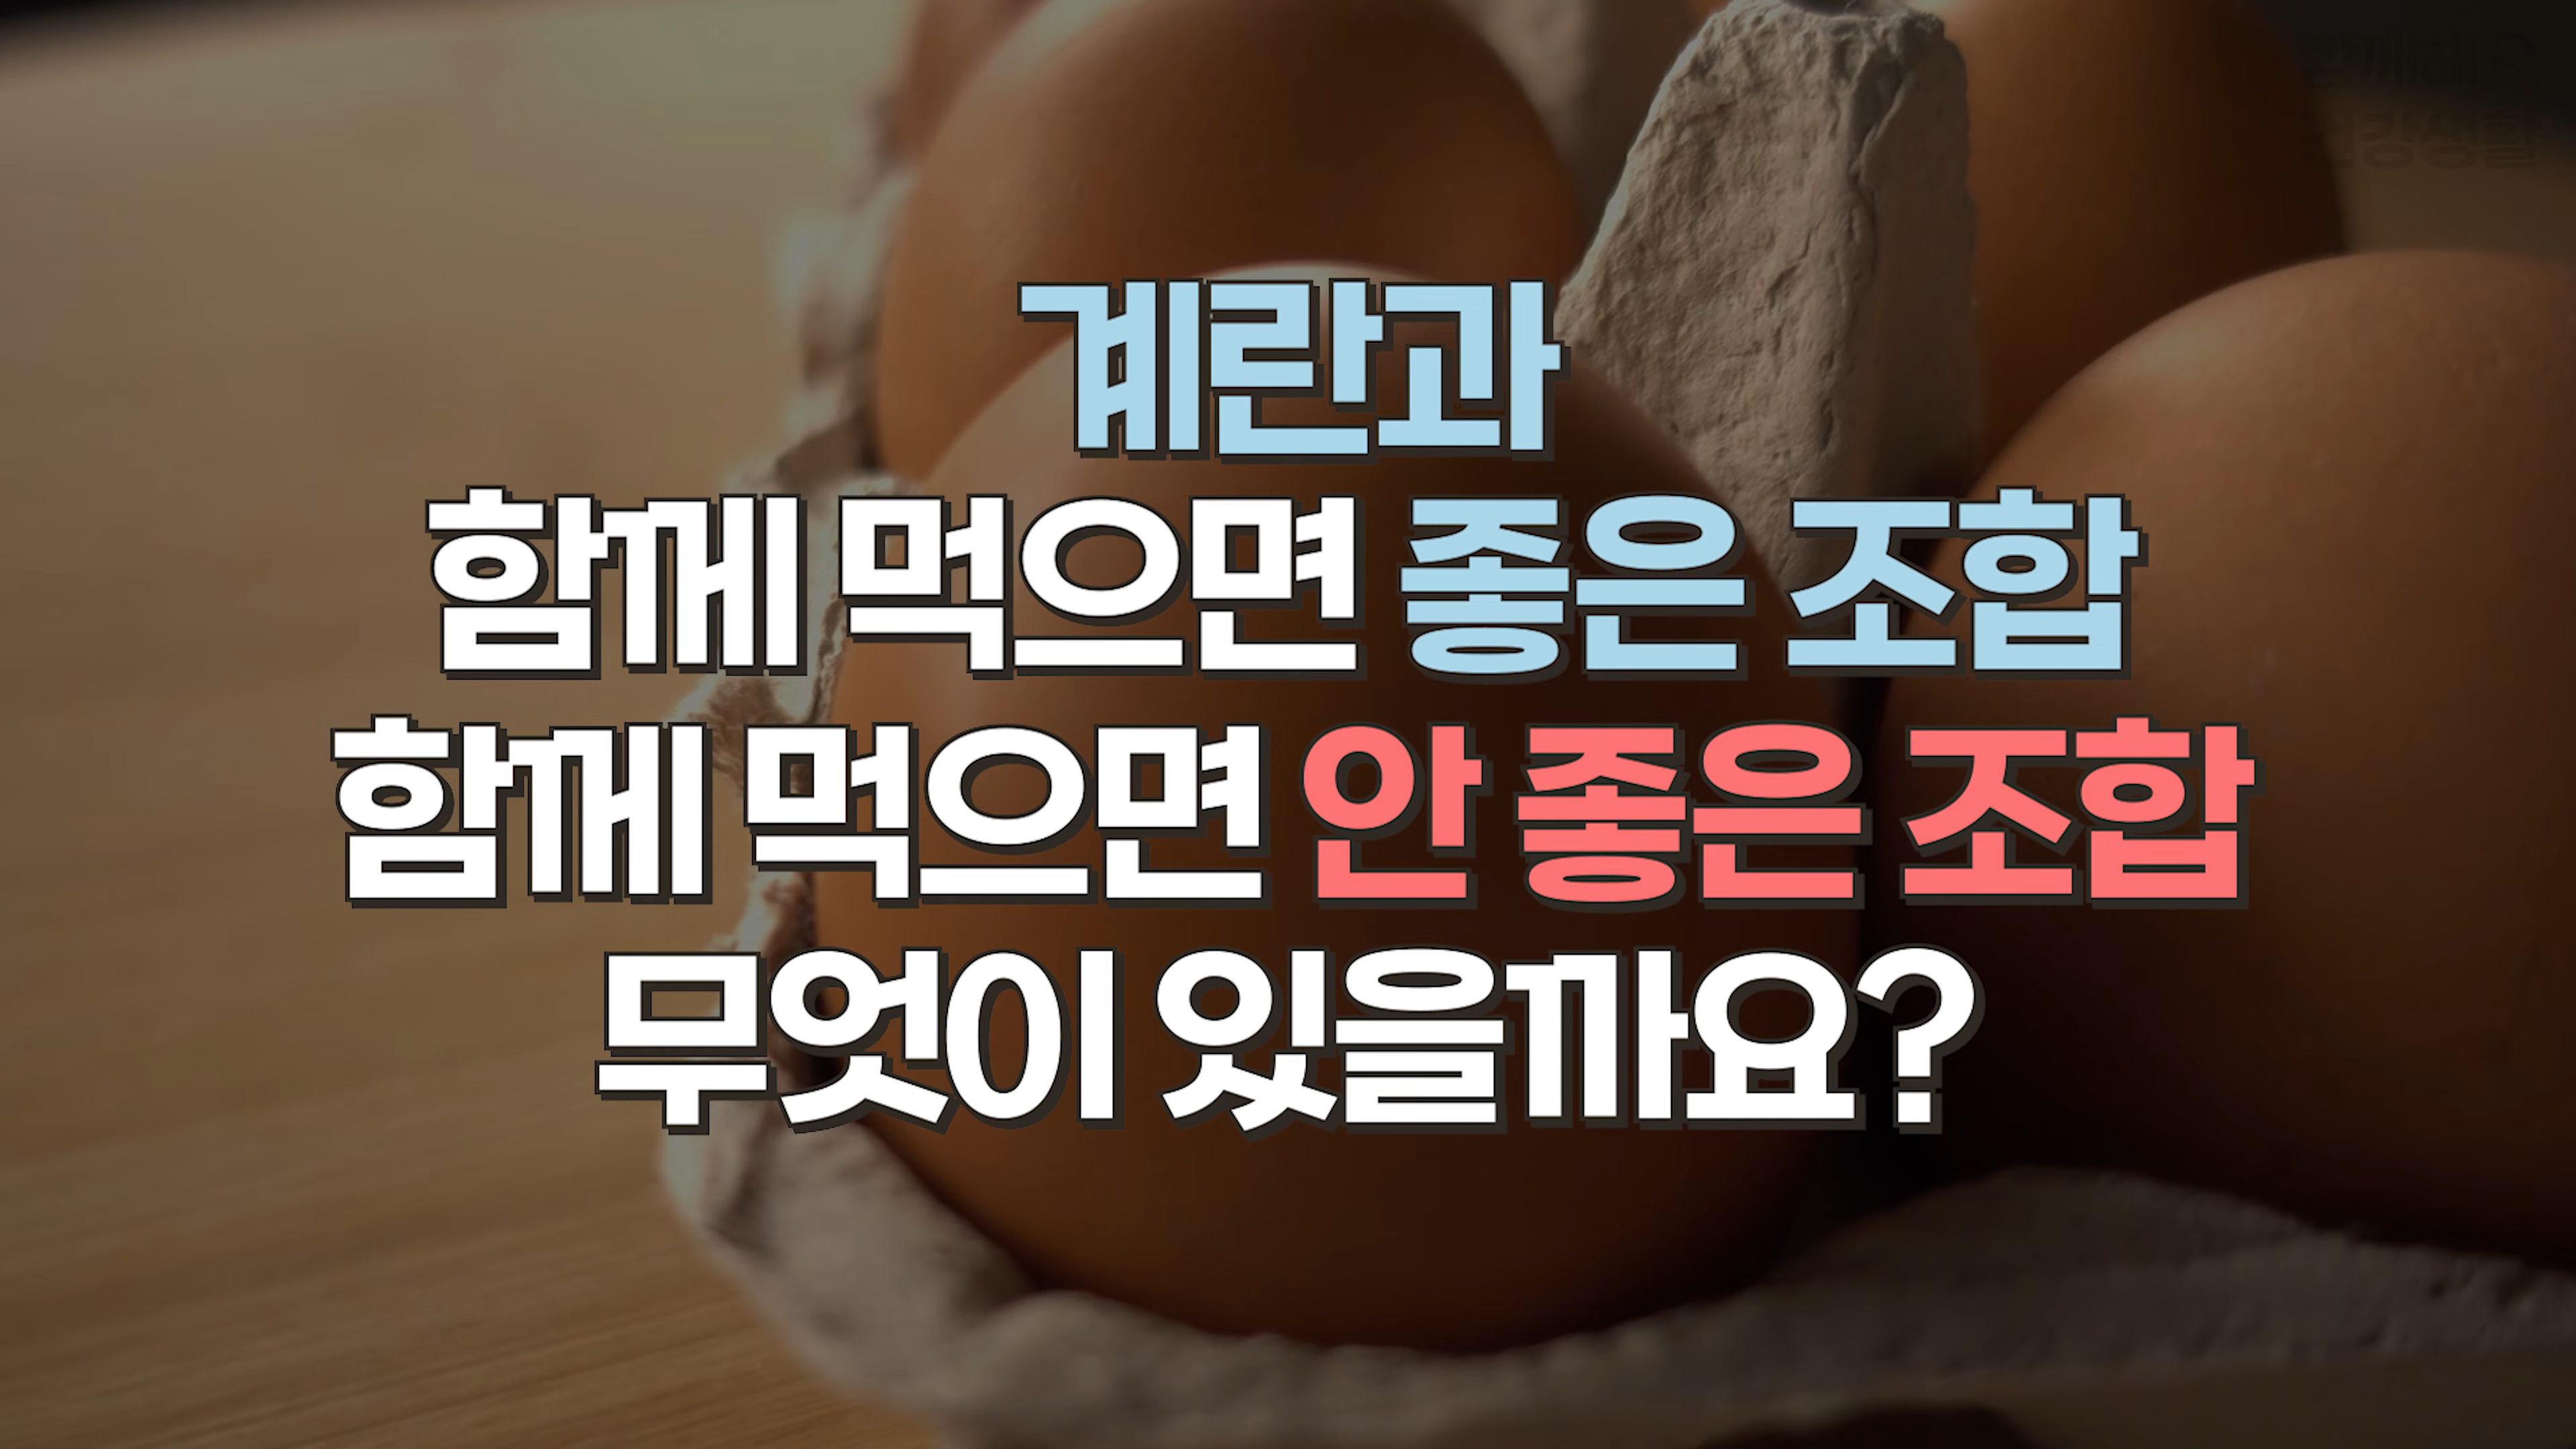 계란과
함께 먹으면 좋은 조합
함께 먹으면 안 좋은 조합
무엇이 있을까요?